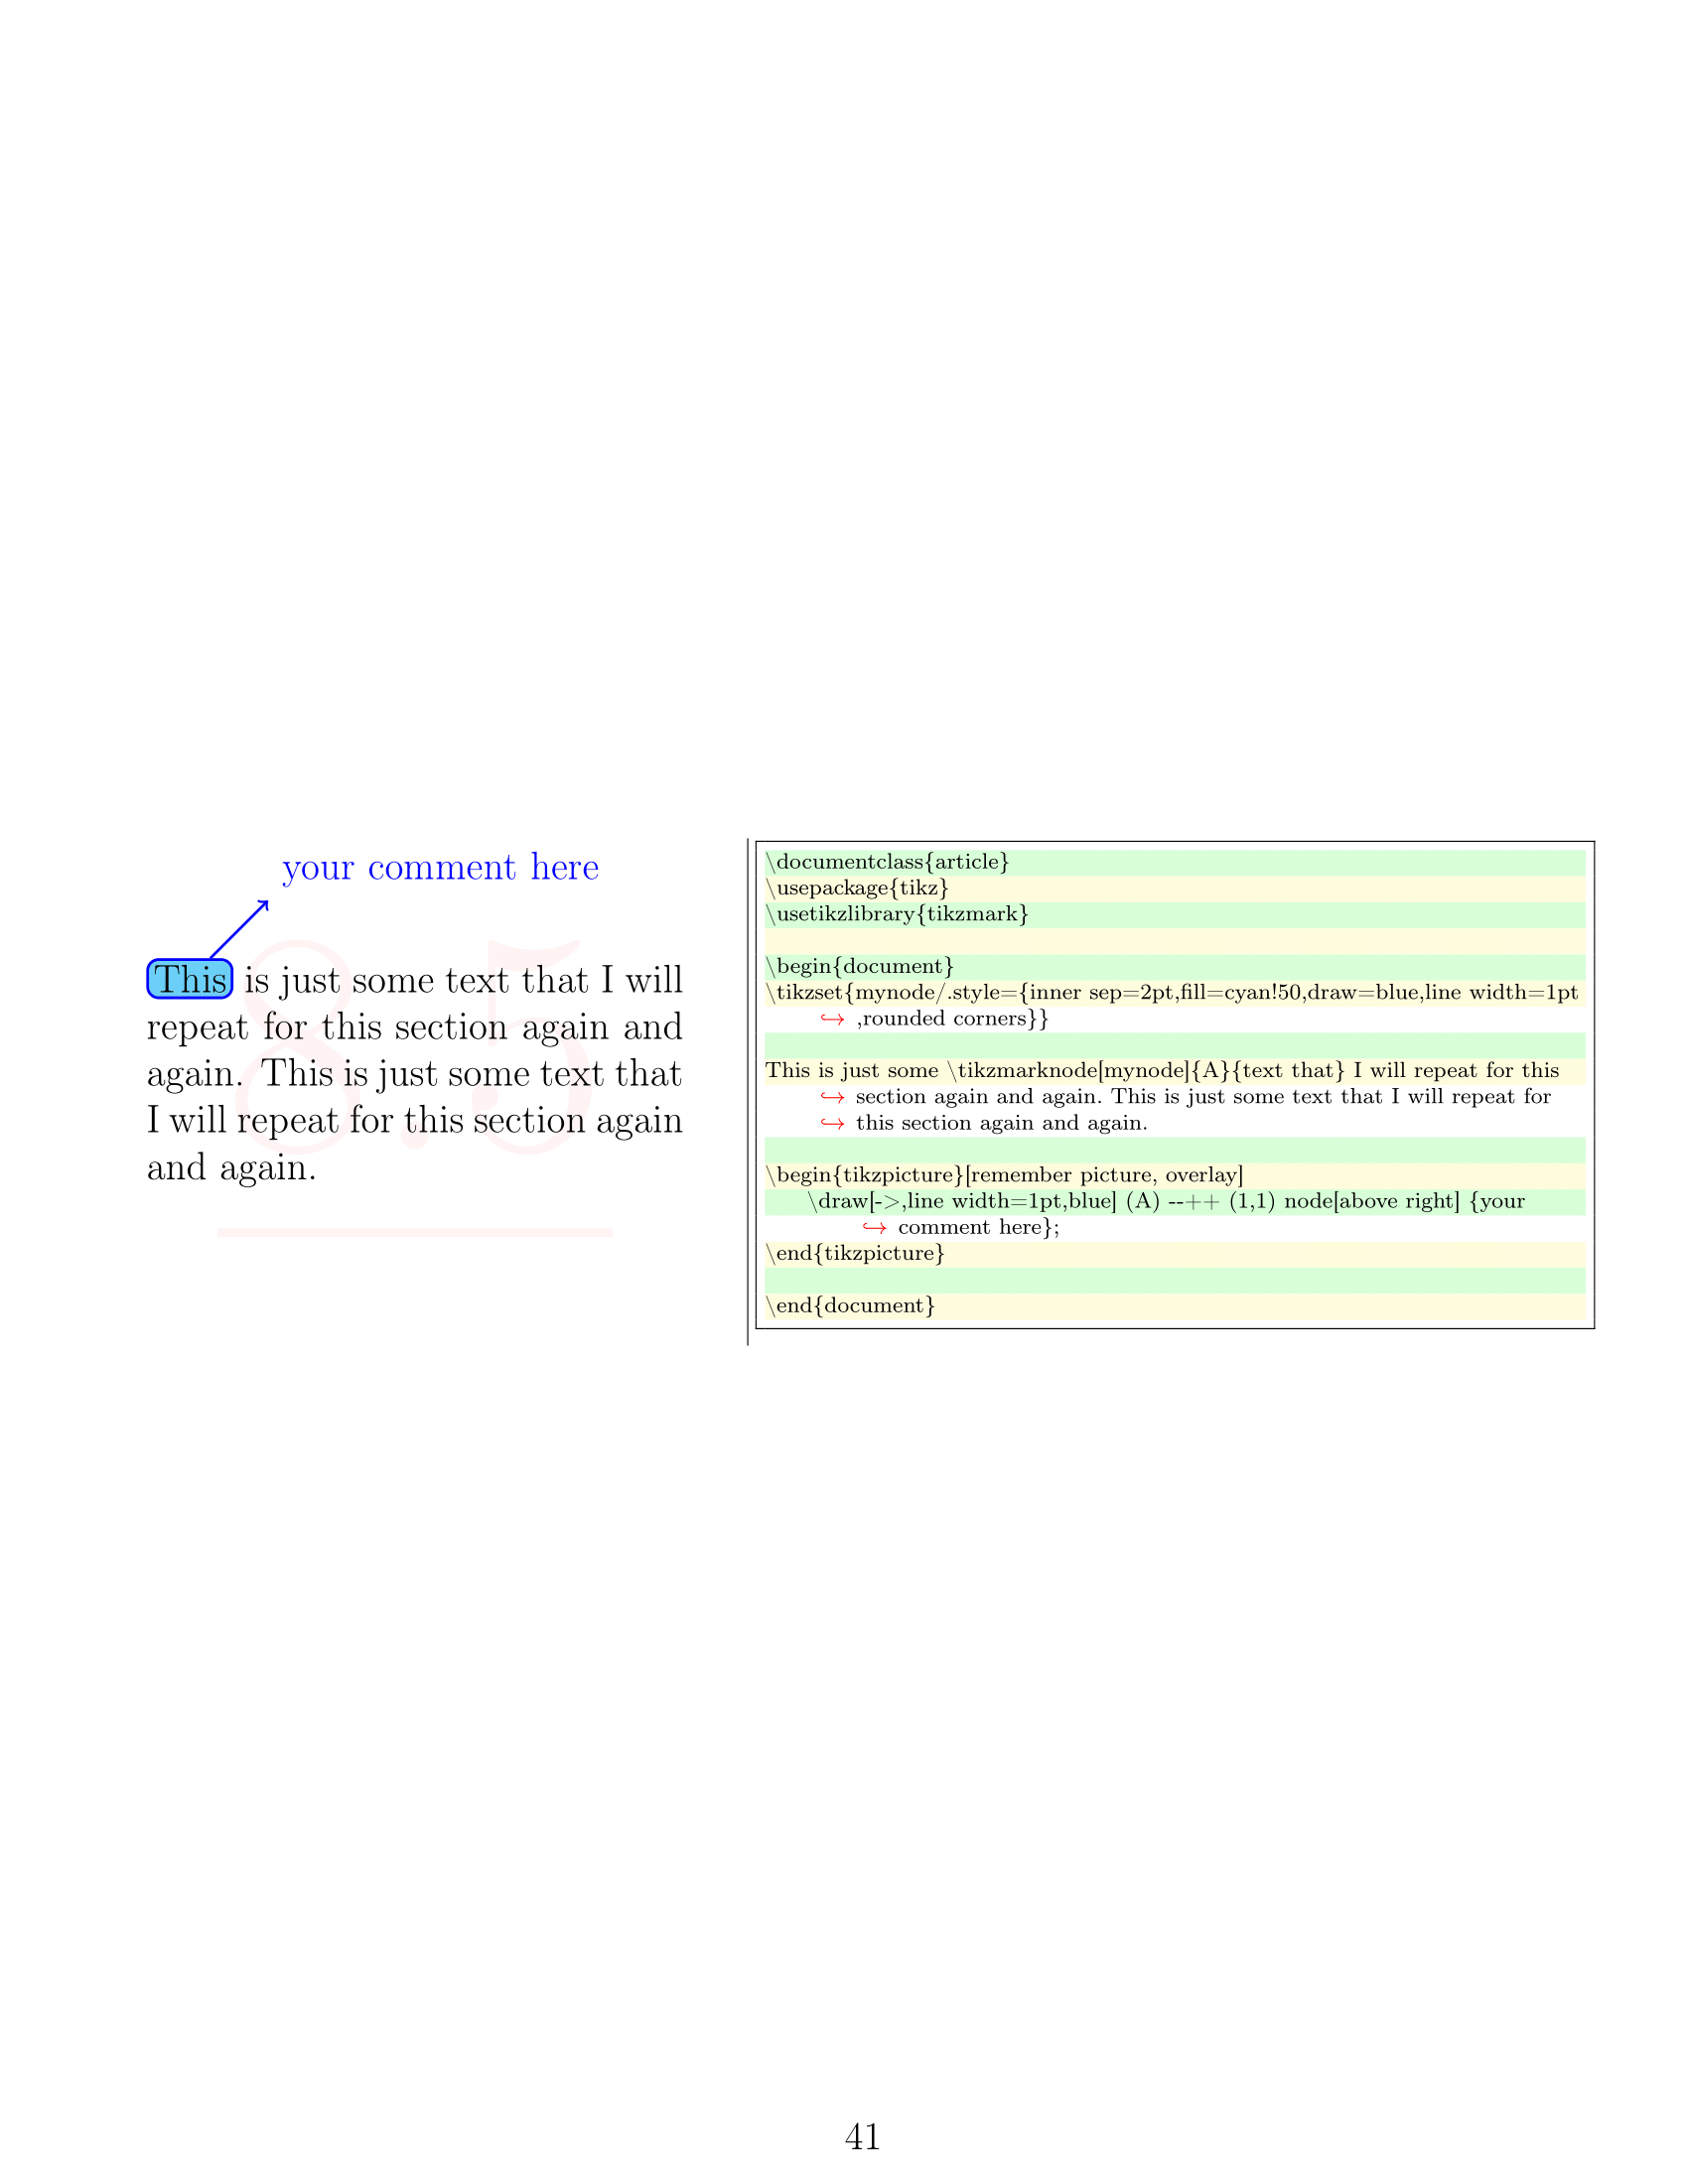 your comment here
This is just some text that I will
repeat for this section again and
again. This is just some text that
I will repeat for this section again
and again.
8.5
\documentclass{article}
\usepackage{tikz}
\usetikzlibrary{tikzmark}
\begin{document}
\tikzset{mynode/.style={inner sep=2pt,fill=cyan!50,draw=blue,line width=1pt
↪ ,rounded corners}}
This is just some \tikzmarknode[mynode]{A}{text that} I will repeat for this
↪ section again and again. This is just some text that I will repeat for
↪ this section again and again.
\begin{tikzpicture}[remember picture, overlay]
\draw[->,line width=1pt,blue] (A) --++ (1,1) node[above right] {your
↪ comment here};
\end{tikzpicture}
\end{document}
41